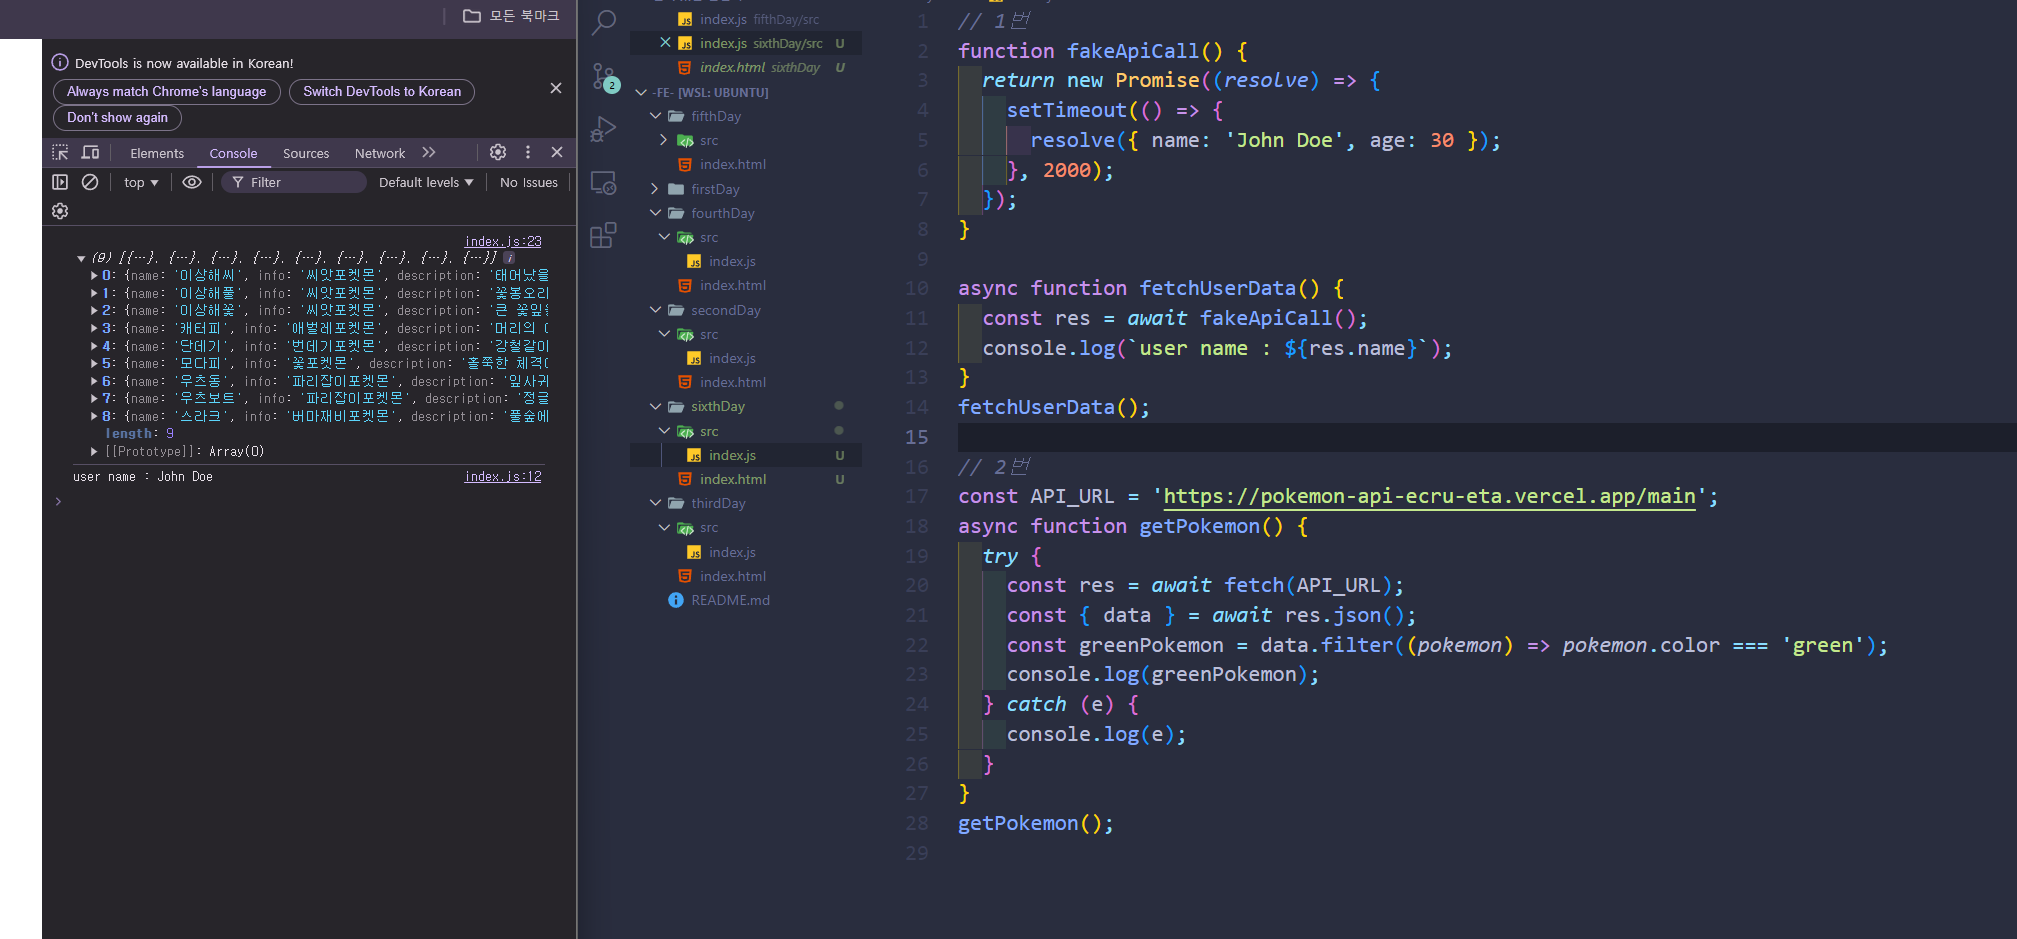 모든 북마크
DevTools is now available in Korean!
Always match Chrome's language
Switch DevTools to Korean
Don't show again
Elements
Console
Sources
Network
top
Filter
Default levels
No Issues
index.js:23
(9) [{…}, {…}, {…}, {…}, {…}, {…}, {…}, {…}, {…}]
0: {name: '이상해씨', info: '씨앗포켓몬', description: '태어났을
1: {name: '이상해풀', info: '씨앗포켓몬', description: '꽃봉오리
2: {name: '이상해꽃', info: '씨앗포켓몬', description: '큰 꽃잎을
3: {name: '캐터피', info: '애벌레포켓몬', description: '머리의
4: {name: '단데기', info: '번데기포켓몬', description: '강철같이
5: {name: '모다피', info: '꽃포켓몬', description: '홀쭉한
6: {name: '우츠동', info: '파리잡이포켓몬', description: '잎사귀
7: {name: '우츠보트', info: '파리잡이포켓몬', description: '정글
8: {name: '스라크', info: '버마재비포켓몬', description: '풀숲에
length: 9
[[Prototype]]: Array(0)
user name : John Doe
index.js:12
2
index.js fifthDay/src
index.js sixthDay/src U
index.html sixthDay U
-FE- [WSL: UBUNTU]
fifthDay
src
index.html
firstDay
fourthDay
src
index.js
index.html
secondDay
src
index.js
index.html
sixthDay
src
index.js U
index.html U
thirdDay
src
index.js
index.html
README.md
1 // 1번
2 function fakeApiCall() {
3 return new Promise((resolve) => {
4 setTimeout(() => {
5 resolve({ name: 'John Doe', age: 30 });
6 }, 2000);
7 });
8 }
9
10 async function fetchUserData() {
11 const res = await fakeApiCall();
12 console.log(`user name : ${res.name}`);
13 }
14 fetchUserData();
15
16 // 2번
17 const API_URL = 'https://pokemon-api-ecru-eta.vercel.app/main';
18 async function getPokemon() {
19 try {
20 const res = await fetch(API_URL);
21 const { data } = await res.json();
22 const greenPokemon = data.filter((pokemon) => pokemon.color === 'green');
23 console.log(greenPokemon);
24 } catch (e) {
25 console.log(e);
26 }
27 }
28 getPokemon();
29